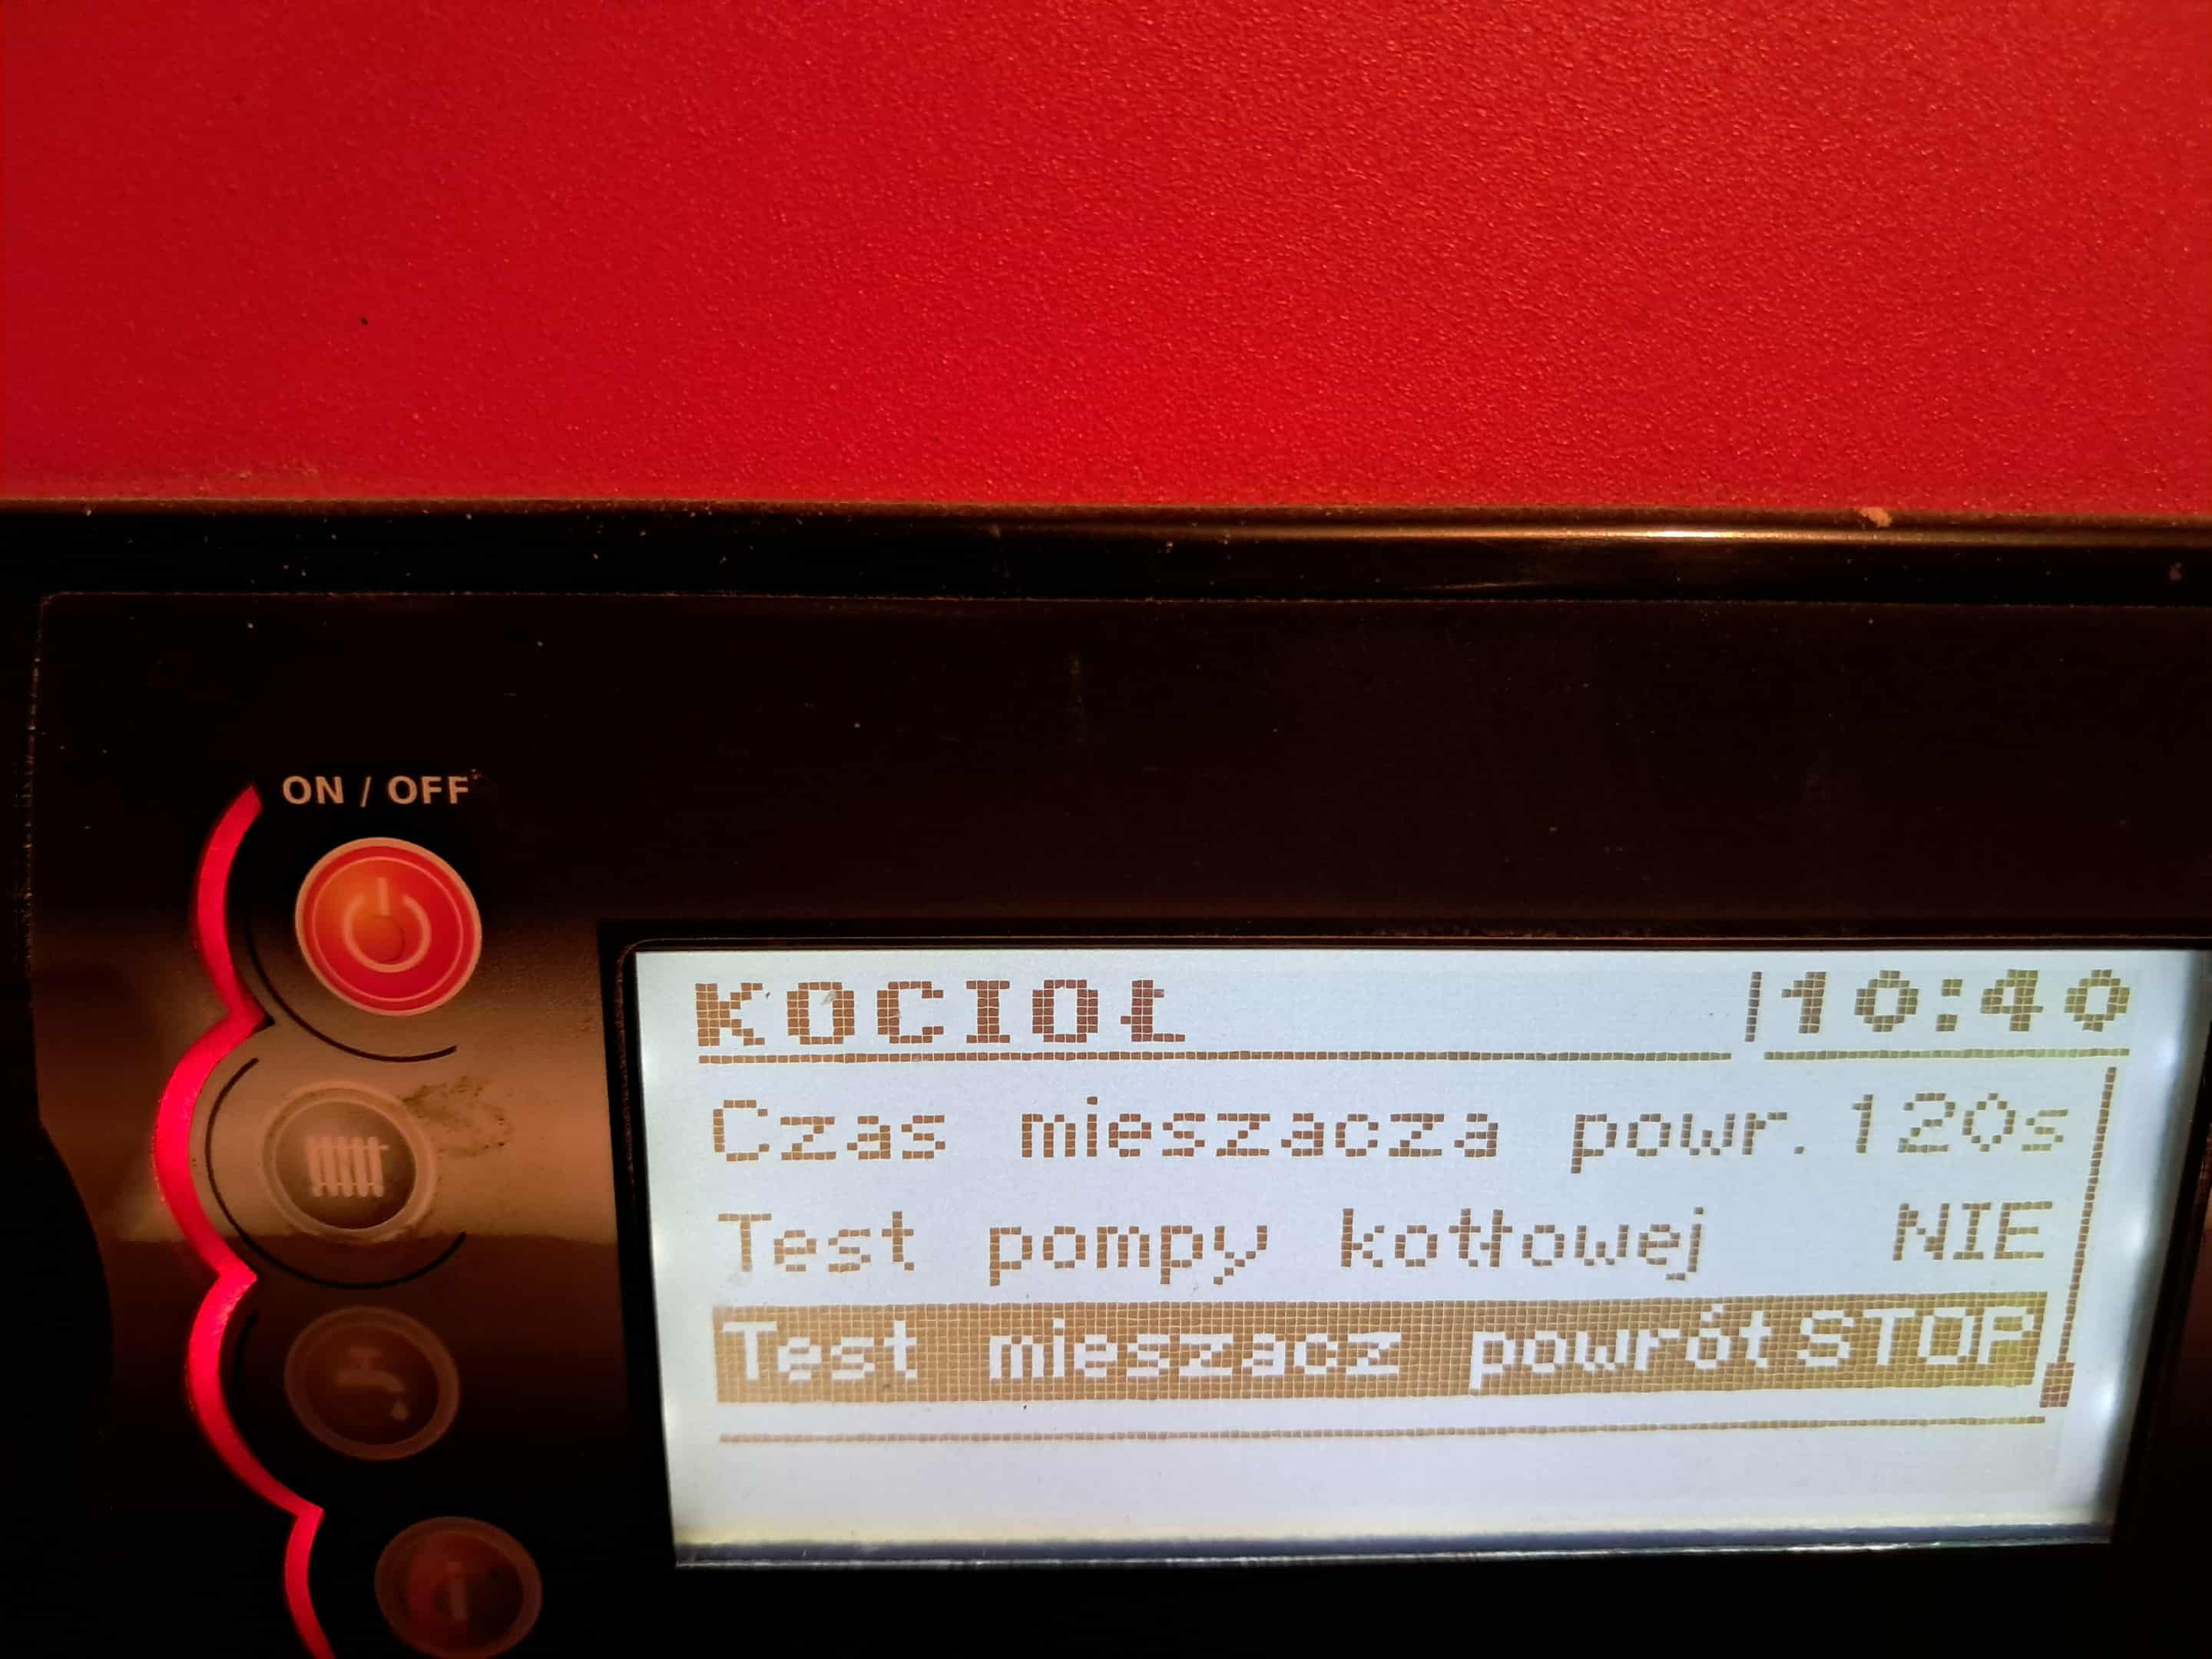 ON / OFF
KOCIOŁ 10:40
Czas mieszacza powr. 120s
Test pompy kotłowej NIE
Test mieszacz powrót STOP
i